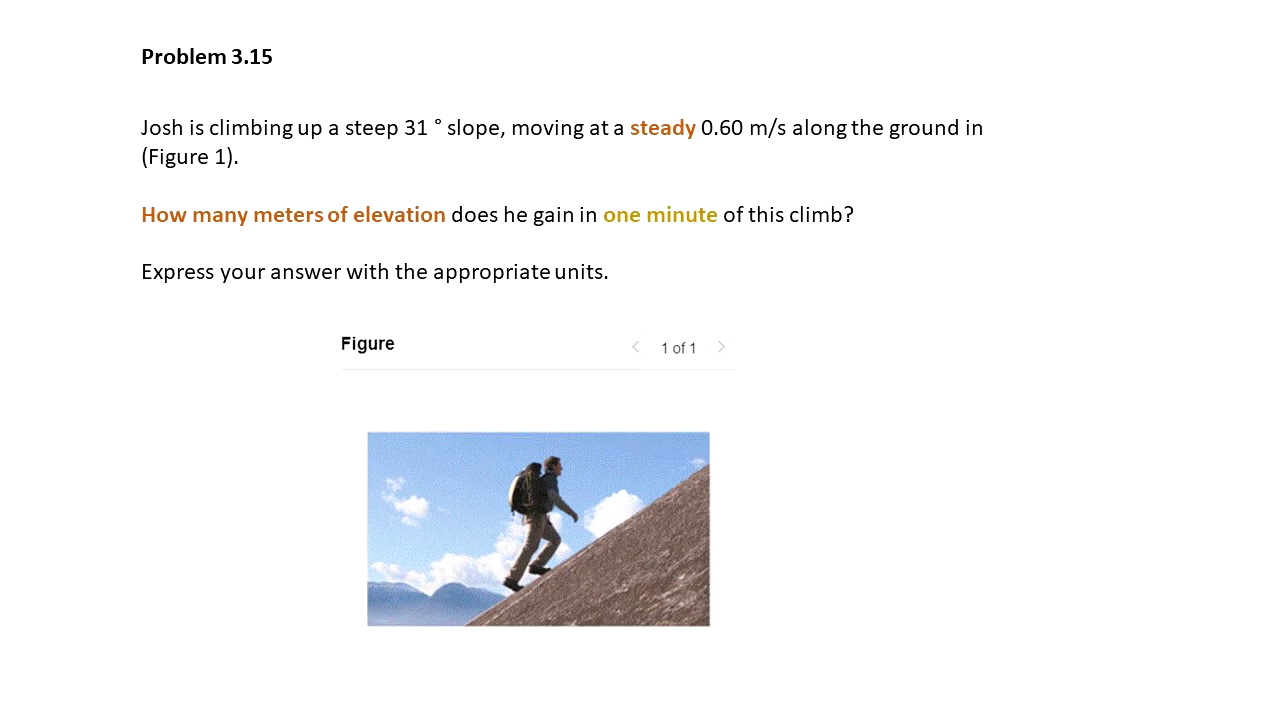 Problem 3.15
Josh is climbing up a steep 31 ° slope, moving at a steady 0.60 m/s along the ground in
(Figure 1).
How many meters of elevation does he gain in one minute of this climb?
Express your answer with the appropriate units.
Figure
< 1 of 1 >